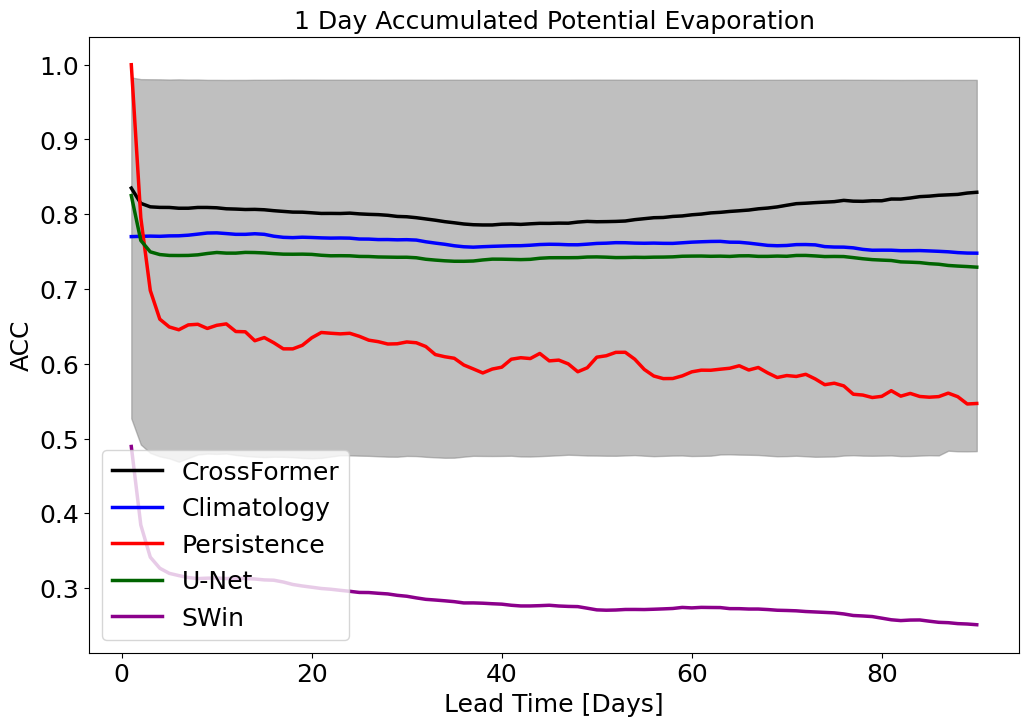 1 Day Accumulated Potential Evaporation
ACC
1.0
0.9
0.8
0.7
0.6
0.5
0.4
0.3
CrossFormer
Climatology
Persistence
U-Net
SWin
0 20 40 60 80
Lead Time [Days]